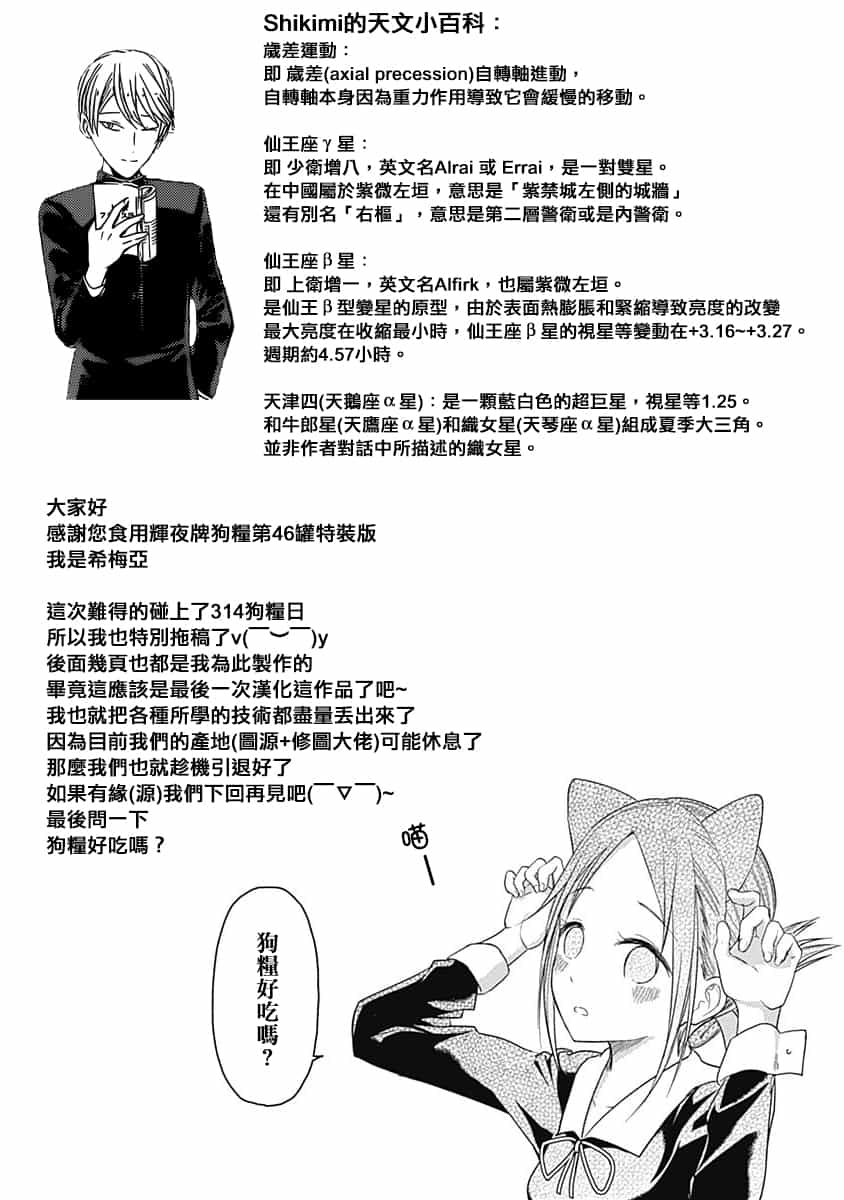 Shikimi的天文小百科：
歲差運動：
即 歲差(axial precession)自轉軸進動，
自轉軸本身因為重力作用導致它會緩慢的移動。
仙王座γ星：
即 少衛增八，英文名Alrai 或 Errai，是一對雙星。
在中國屬於紫微左垣，意思是「紫禁城左側的城牆」
還有別名「右樞」，意思是第二層警衛或是內警衛。
仙王座β星：
即 上衛增一，英文名Alfirk，也屬紫微左垣。
是仙王β型變星的原型，由於表面熱膨脹和緊縮導致亮度的改變
最大亮度在收縮最小時，仙王座β星的視星等變動在+3.16~+3.27。
週期約4.57小時。
天津四(天鵝座α星)：是一顆藍白色的超巨星，視星等1.25。
和牛郎星(天鷹座α星)和織女星(天琴座α星)組成夏季大三角。
並非作者對話中所描述的織女星。
大家好
感謝您食用輝夜牌狗糧第46罐特裝版
我是希梅亞
這次難得的碰上了314狗糧日
所以我也特別拖稿了v(￣︶￣)y
後面幾頁也都是我為此製作的
畢竟這應該是最後一次漢化這作品了吧~
我也就把各種所學的技術都盡量丟出來了
因為目前我們的產地(圖源+修圖大佬)可能休息了
那麼我們也就趁機引退好了
如果有緣(源)我們下回再見吧(￣▽￣)~
最後問一下
狗糧好吃嗎？
喵
狗糧好吃嗎？